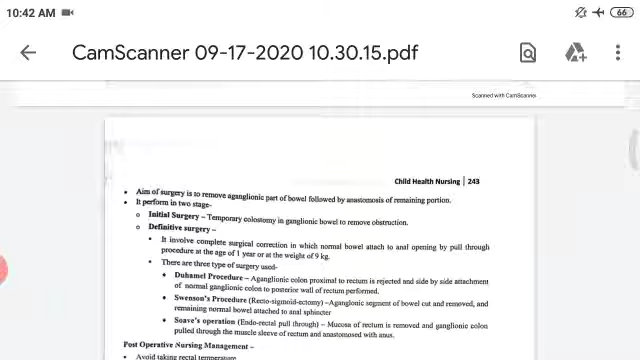 10:42 AM
66
CamScanner 09-17-2020 10.30.15.pdf
Scanned with CamScanner
Child Health Nursing | 243
• Aim of surgery is to remove aganglionic part of bowel followed by anastomosis of remaining portion.
• It perform in two stage-
o Initial Surgery – Temporary colostomy in ganglionic bowel to remove obstruction.
o Definitive surgery –
• It involve complete surgical correction in which normal bowel attach to anal opening by pull through
procedure at the age of 1 year or at the weight of 9 kg.
• There are three type of surgery used-
♦ Duhamel Procedure – Aganglionic colon proximal to rectum is rejected and side by side attachment
of normal ganglionic colon to posterior wall of rectum performed.
♦ Swenson's Procedure (Recto-sigmoid-ectomy) –Aganglionic segment of bowel cut and removed, and
remaining normal bowel attached to anal sphincter
♦ Soave's operation (Endo-rectal pull through) – Mucosa of rectum is removed and ganglionic colon
pulled through the muscle sleeve of rectum and anastomosed with anus.
Post Operative Nursing Management –
• Avoid taking rectal temperature